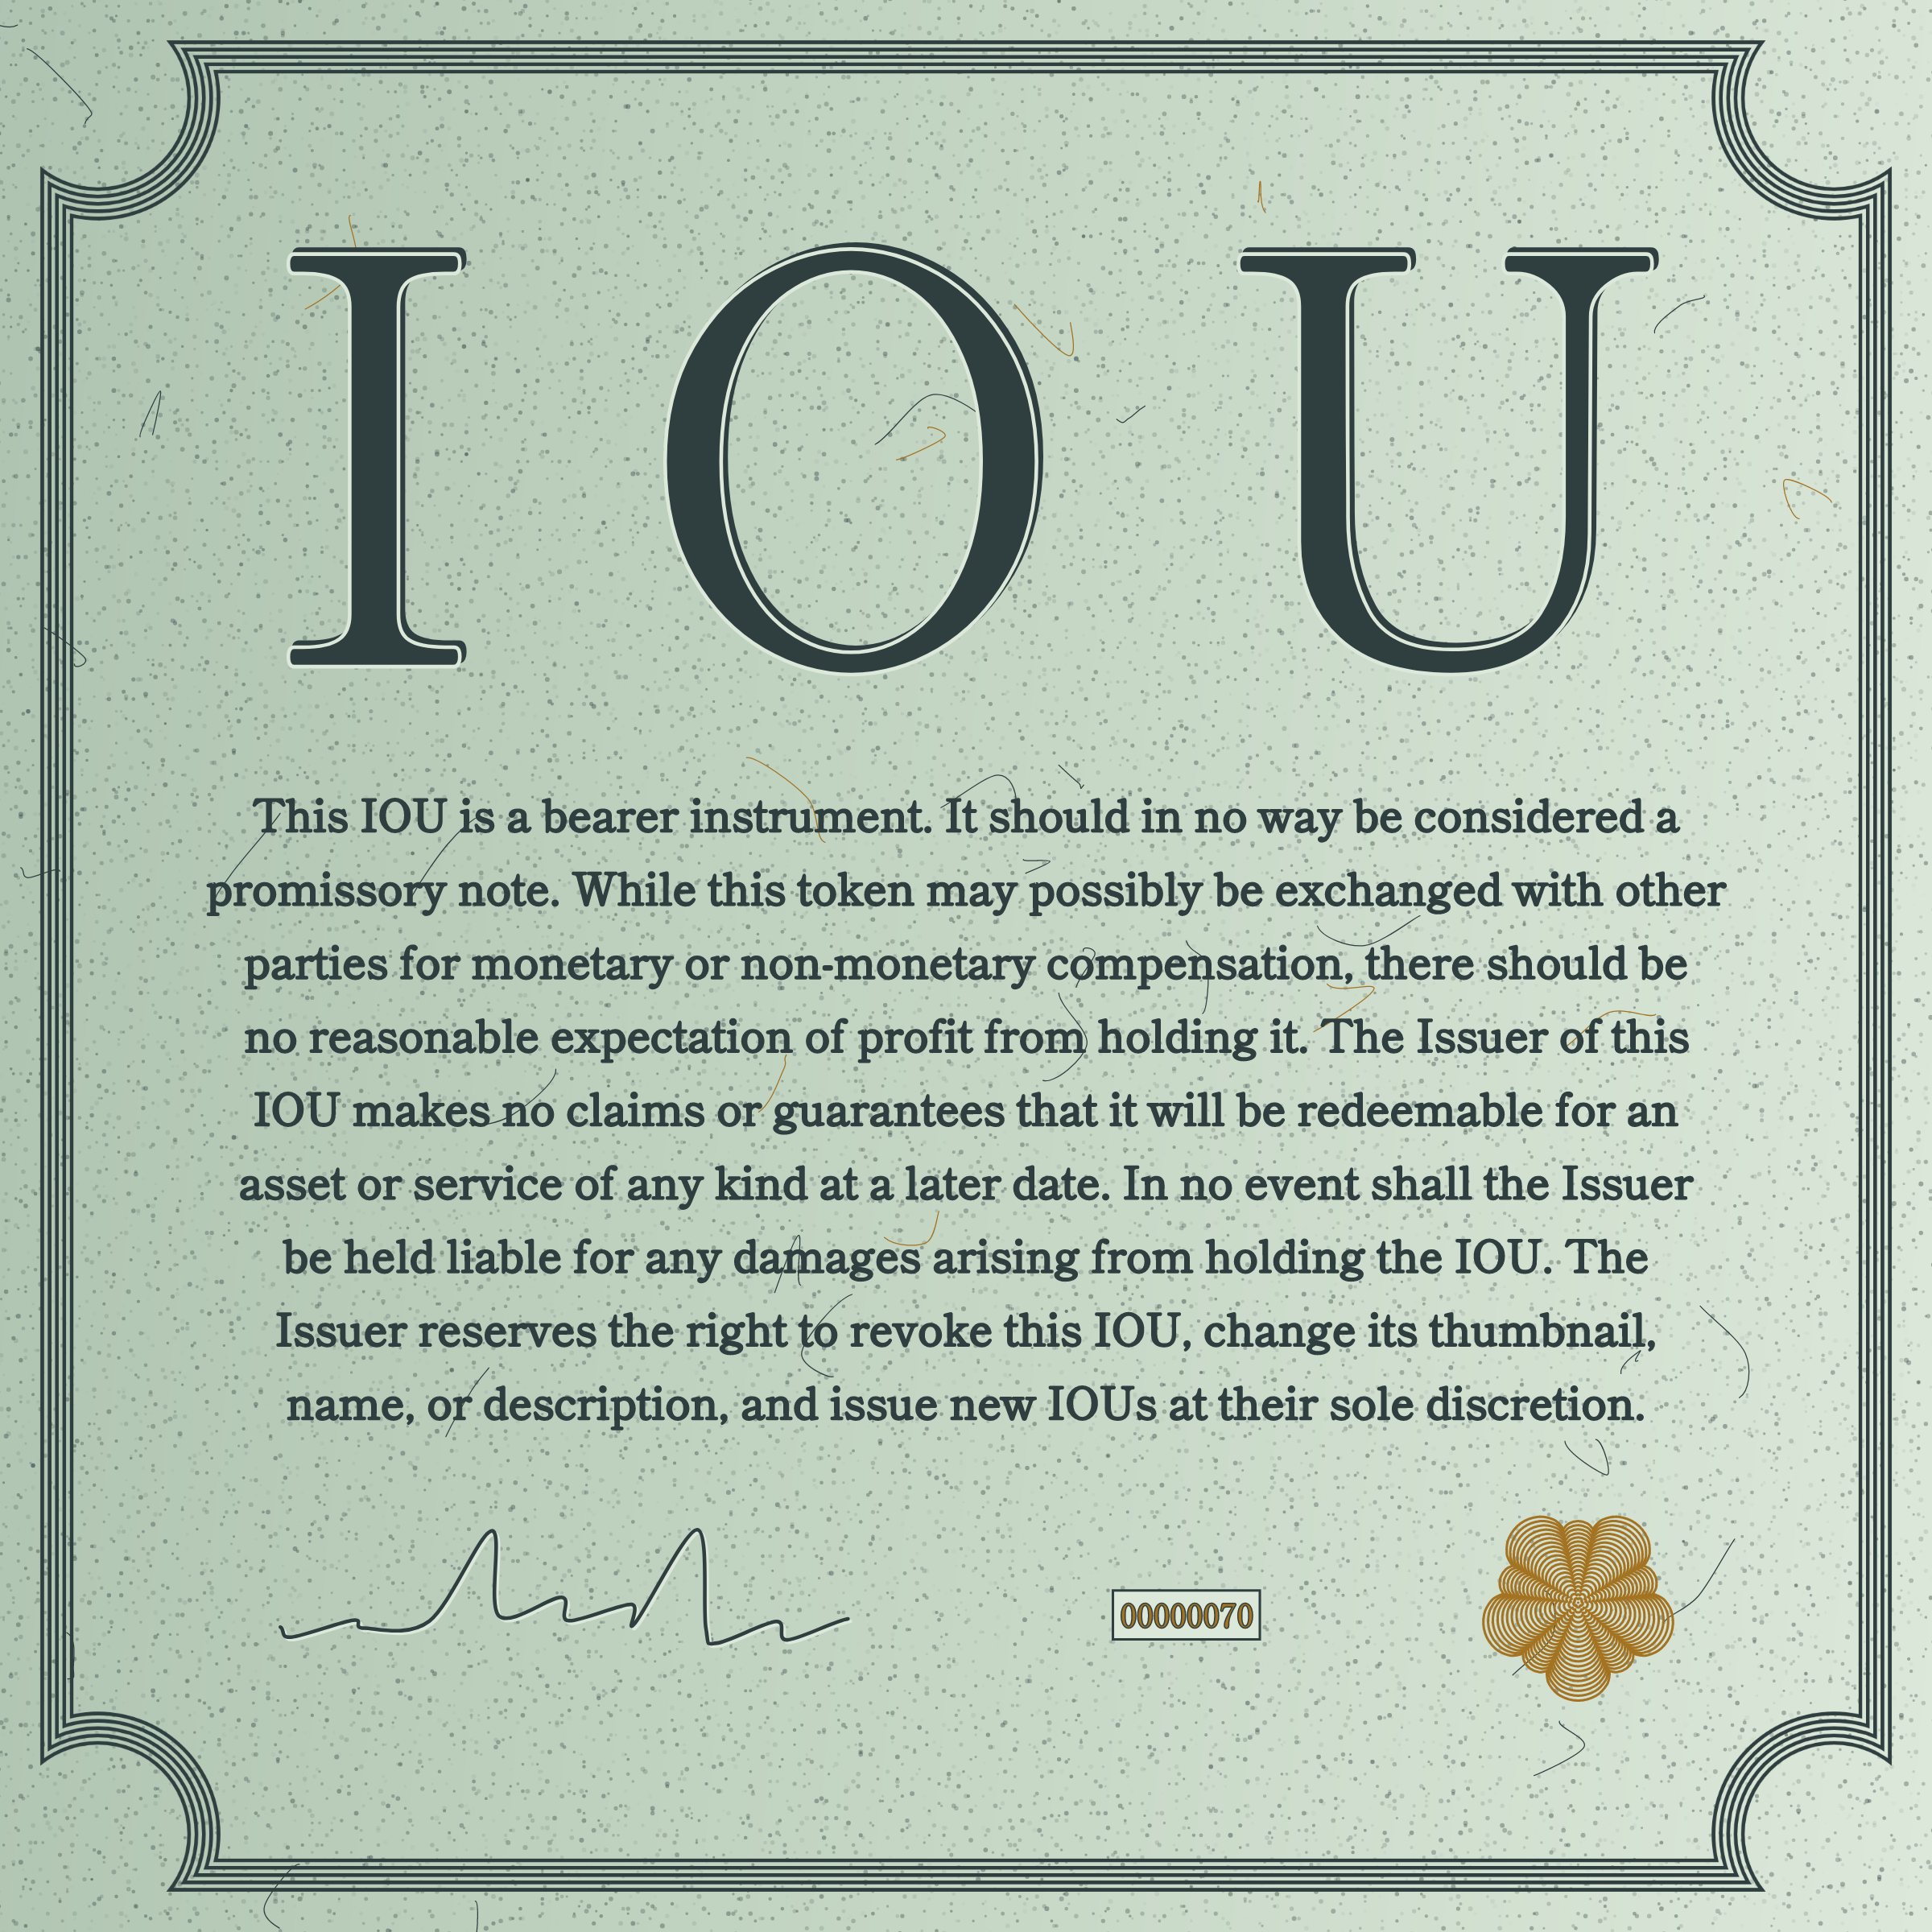 I O U
This IOU is a bearer instrument. It should in no way be considered a
promissory note. While this token may possibly be exchanged with other
parties for monetary or non-monetary compensation, there should be
no reasonable expectation of profit from holding it. The Issuer of this
IOU makes no claims or guarantees that it will be redeemable for an
asset or service of any kind at a later date. In no event shall the Issuer
be held liable for any damages arising from holding the IOU. The
Issuer reserves the right to revoke this IOU, change its thumbnail,
name, or description, and issue new IOUs at their sole discretion.
00000070